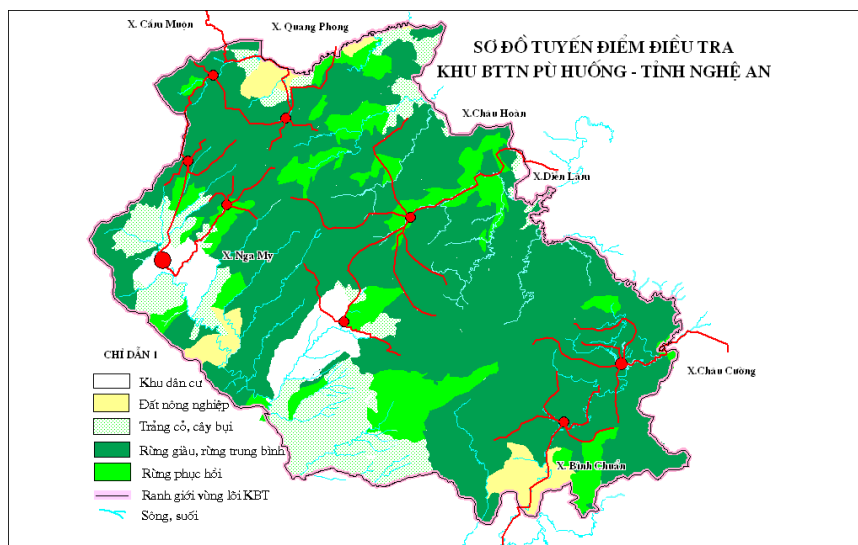 X. Cắm Muộn
X. Quang Phong
SƠ ĐỒ TUYẾN ĐIỂM ĐIỀU TRA
KHU BTTN PÙ HUỐNG - TỈNH NGHỆ AN
X.Châu Hoàn
X.Diên Lãm
X. Nga My
CHỈ DẪN 1
X.Châu Cường
Khu dân cư
Đất nông nghiệp
Trảng cỏ, cây bụi
Rừng giàu, rừng trung bình
Rừng phục hồi
X. Bình Chuẩn
Ranh giới vùng lõi KBT
Sông, suối